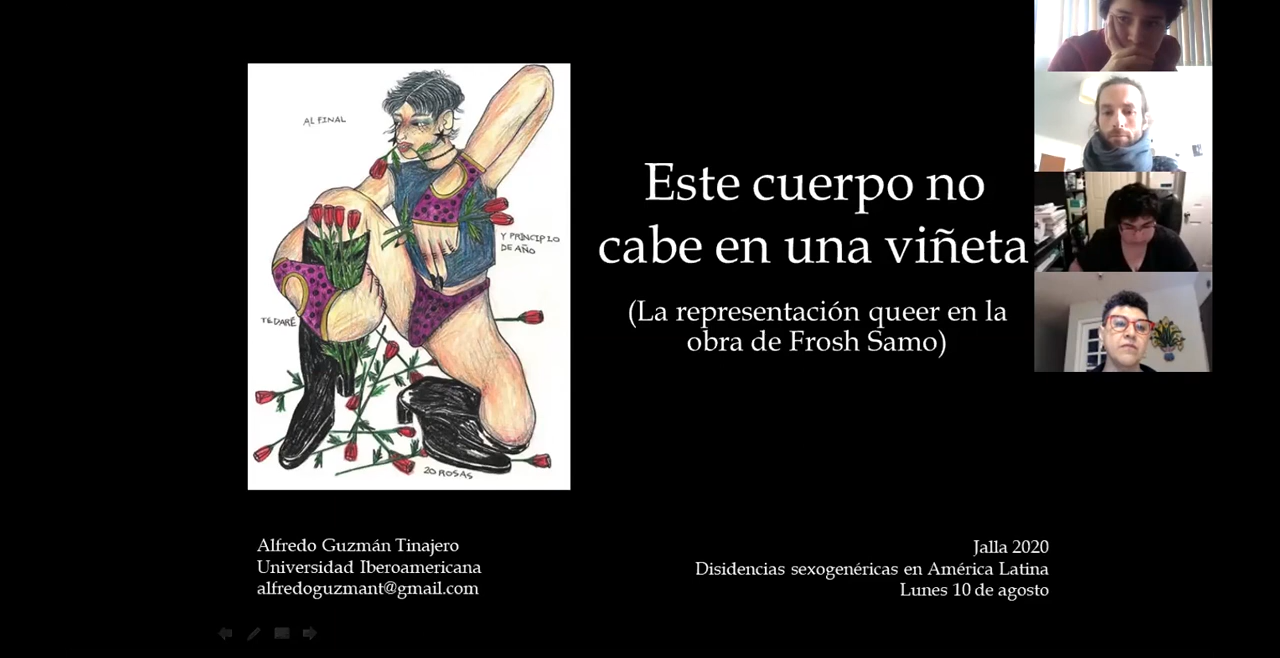 AL FINAL
Y PRINCIPIO
DE AÑO
TE DARÉ
20 ROSAS
Este cuerpo no
cabe en una viñeta
(La representación queer en la
obra de Frosh Samo)
Alfredo Guzmán Tinajero
Universidad Iberoamericana
alfredoguzmant@gmail.com
Jalla 2020
Disidencias sexogenéricas en América Latina
Lunes 10 de agosto